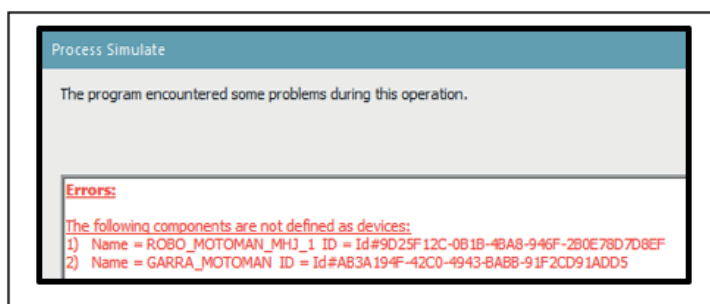 Process Simulate
The program encountered some problems during this operation.
Errors:
The following components are not defined as devices:
1) Name = ROBO_MOTOMAN_MHJ_1 ID = Id#9D25F12C-0B1B-4BA8-946F-2B0E78D7D8EF
2) Name = GARRA_MOTOMAN ID = Id#AB3A194F-42C0-4943-BABB-91F2CD91ADD5